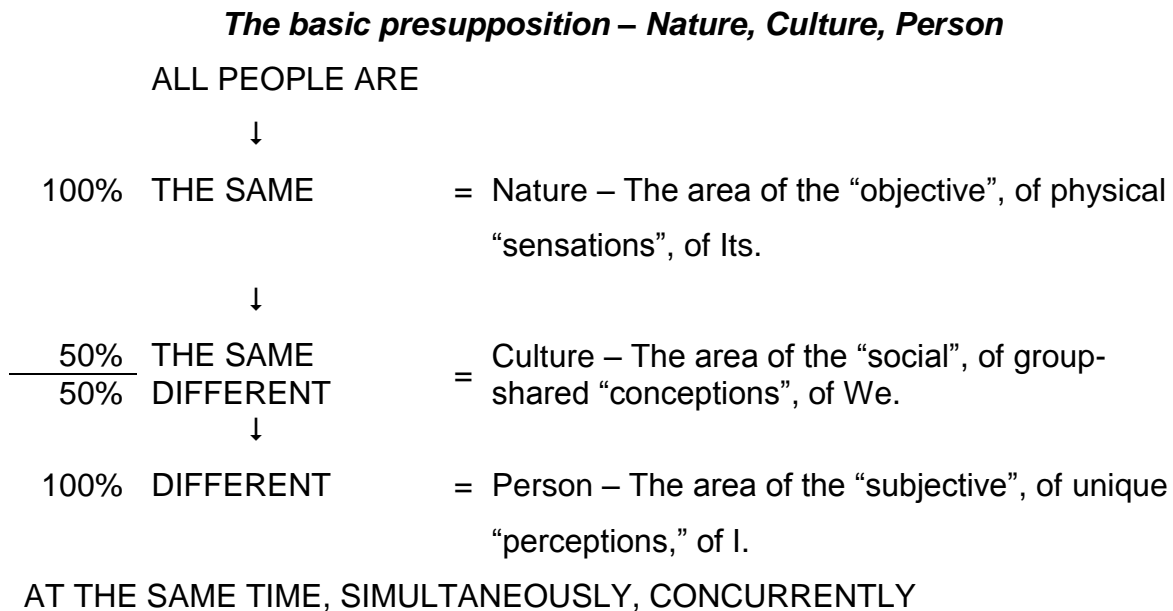 The basic presupposition – Nature, Culture, Person
ALL PEOPLE ARE
↓
100% THE SAME = Nature – The area of the “objective”, of physical
“sensations”, of Its.
↓
50% THE SAME = Culture – The area of the “social”, of group-
50% DIFFERENT shared “conceptions”, of We.
↓
100% DIFFERENT = Person – The area of the “subjective”, of unique
“perceptions,” of I.
AT THE SAME TIME, SIMULTANEOUSLY, CONCURRENTLY